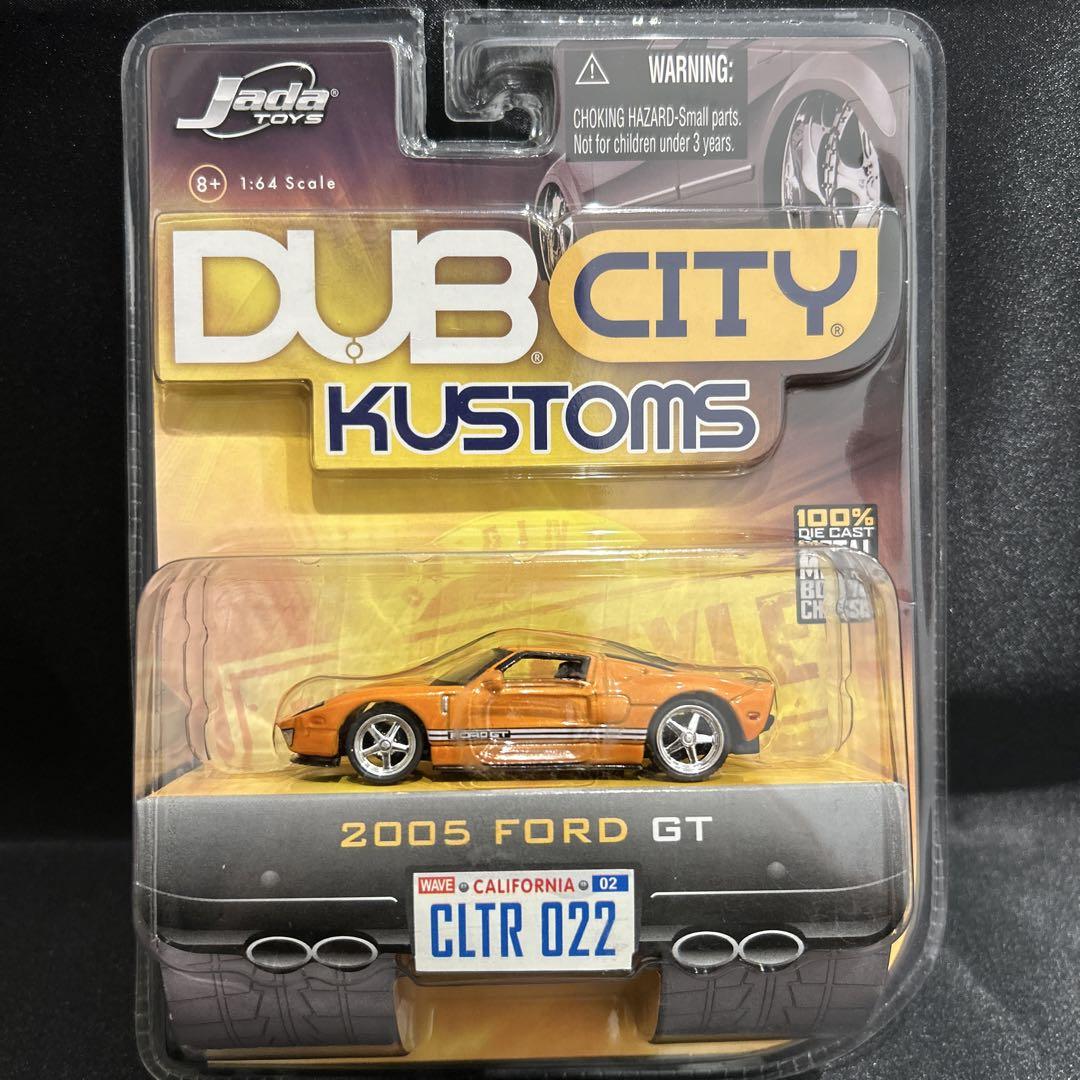 Jada®
TOYS
WARNING:
CHOKING HAZARD-Small parts.
Not for children under 3 years.
8+ 1:64 Scale
DUB® CITY®
KUSTOMS
100%
DIE CAST
METAL
FORD GT
2005 FORD GT
WAVE CALIFORNIA 02
CLTR 022